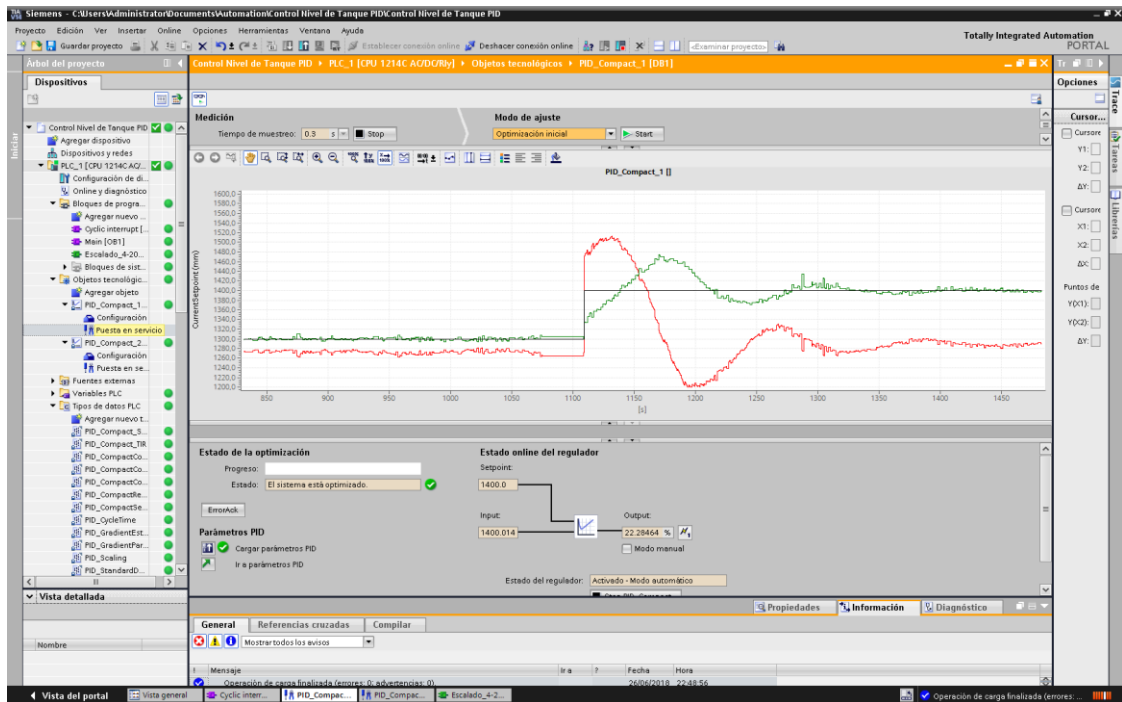 Siemens - C:\Users\Administrator\Documents\Automation\Control Nivel de Tanque PID\Control Nivel de Tanque PID
Proyecto Edición Ver Insertar Online Opciones Herramientas Ventana Ayuda
Totally Integrated Automation
PORTAL
Guardar proyecto Establecer conexión online Deshacer conexión online <Examinar proyecto>
Árbol del proyecto
Control Nivel de Tanque PID PLC_1 [CPU 1214C AC/DC/Rly] Objetos tecnológicos PID_Compact_1 [DB1]
Tr
Dispositivos
Opciones
Iniciar
Control Nivel de Tanque PID
Agregar dispositivo
Dispositivos y redes
PLC_1 [CPU 1214C AC/...
Configuración de di...
Online y diagnóstico
Bloques de progra...
Agregar nuevo ...
Cyclic interrupt [...
Main [OB1]
Escalado_4-20...
Bloques de sist...
Objetos tecnológic...
Agregar objeto
PID_Compact_1...
Configuración
Puesta en servicio
PID_Compact_2...
Configuración
Puesta en se...
Fuentes externas
Variables PLC
Tipos de datos PLC
Agregar nuevo t...
PID_Compact_S...
PID_Compact_TIR
PID_CompactCo...
PID_CompactCo...
PID_CompactCo...
PID_CompactRe...
PID_CompactSe...
PID_CycleTime
PID_GradientEst...
PID_GradientPar...
PID_Scaling
PID_StandardD...
Vista detallada
Nombre
Medición
Tiempo de muestreo: 0.3 s Stop
Modo de ajuste
Optimización inicial Start
PID_Compact_1 []
CurrentSetpoint (mm)
1600,0
1580,0
1560,0
1540,0
1520,0
1500,0
1480,0
1460,0
1440,0
1420,0
1400,0
1380,0
1360,0
1340,0
1320,0
1300,0
1280,0
1260,0
1240,0
1220,0
1200,0
850 900 950 1000 1050 1100 1150 1200 1250 1300 1350 1400 1450
[s]
Estado de la optimización
Progreso:
Estado: El sistema está optimizado.
ErrorAck
Parámetros PID
Cargar parámetros PID
Ir a parámetros PID
Estado online del regulador
Setpoint:
1400.0
Input:
1400.014
Output:
22.28464 %
Modo manual
Estado del regulador: Activado - Modo automático
Stop PID_Compact
Cursor...
Cursore
Y1:
Y2:
ΔY:
Cursore
X1:
X2:
ΔX:
Puntos de
Y(X1):
Y(X2):
ΔY:
Trace
Tareas
Librerías
Propiedades Información Diagnóstico
General Referencias cruzadas Compilar
Mostrar todos los avisos
! Mensaje Ir a ? Fecha Hora
Operación de carga finalizada (errores: 0; advertencias: 0). 26/06/2018 22:48:56
Vista del portal Vista general Cyclic interr... PID_Compac... PID_Compac... Escalado_4-2... Operación de carga finalizada (errores: ...